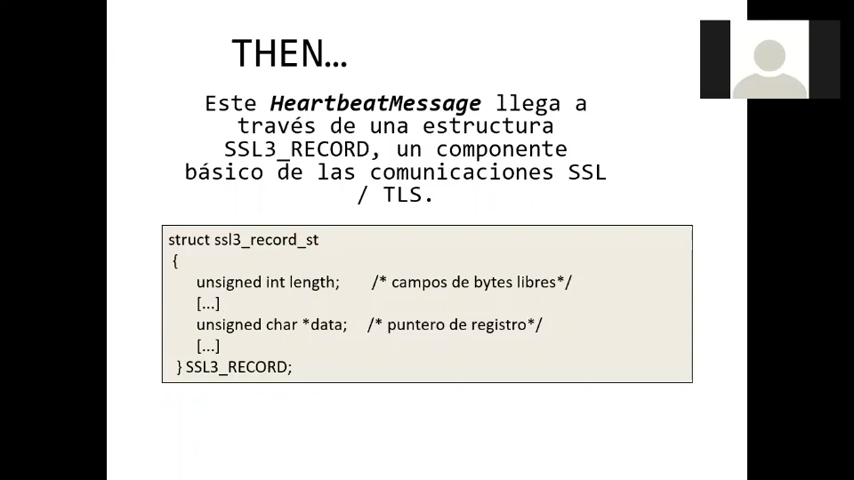 THEN…
Este HeartbeatMessage llega a
través de una estructura
SSL3_RECORD, un componente
básico de las comunicaciones SSL
/ TLS.
struct ssl3_record_st
{
unsigned int length; /* campos de bytes libres*/
[...]
unsigned char *data; /* puntero de registro*/
[...]
} SSL3_RECORD;